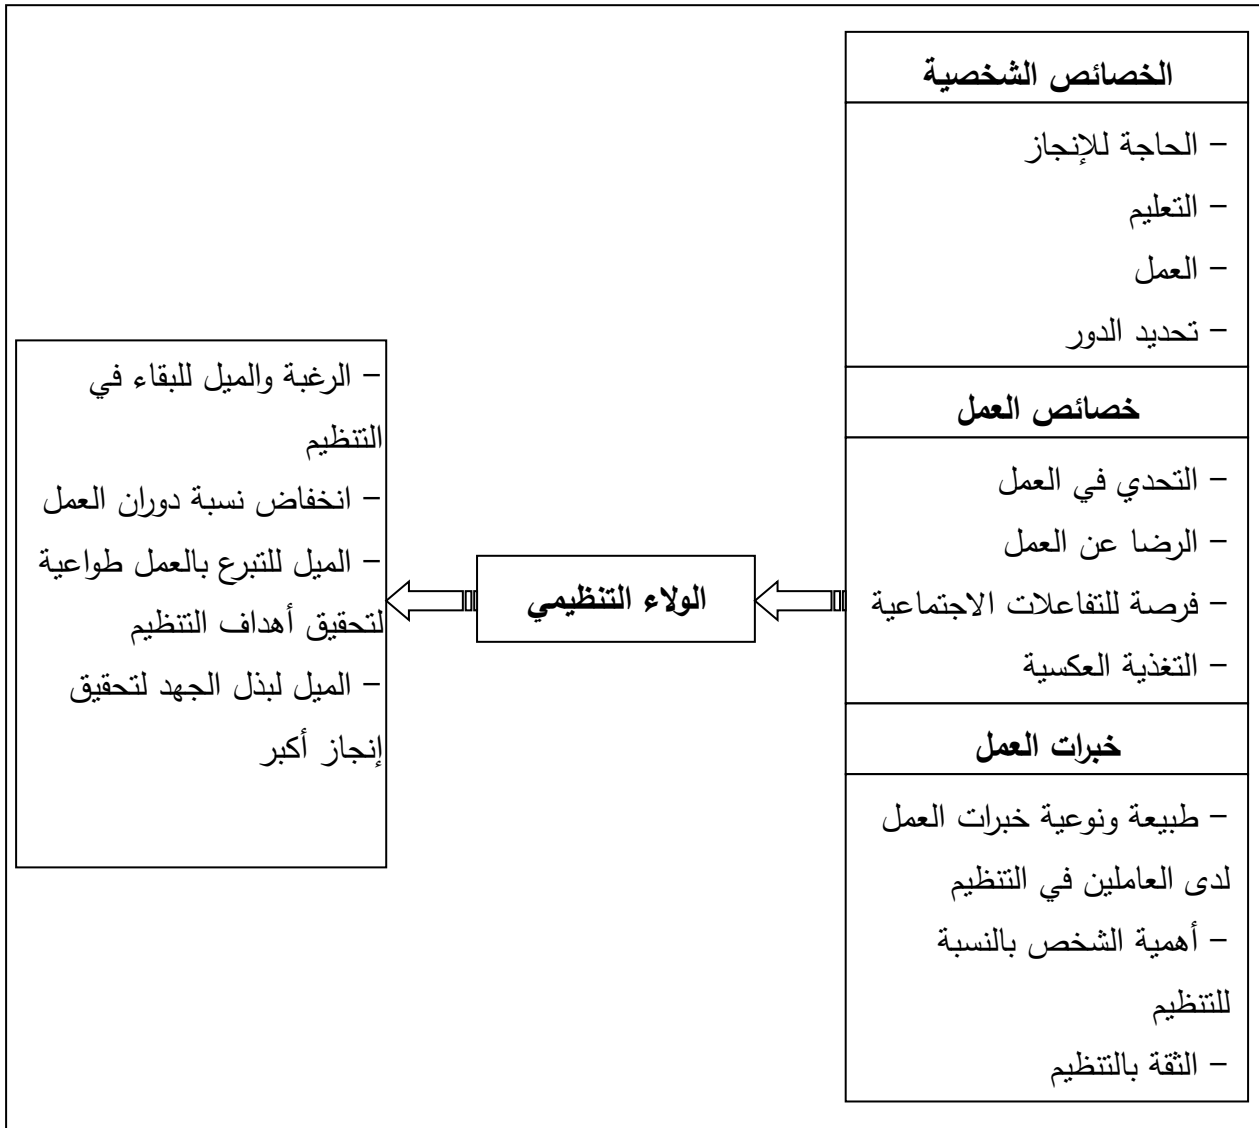 الخصائص الشخصية
– الحاجة للإنجاز
– التعليم
– العمل
– تحديد الدور
خصائص العمل
– التحدي في العمل
– الرضا عن العمل
– فرصة للتفاعلات الاجتماعية
– التغذية العكسية
خبرات العمل
– طبيعة ونوعية خبرات العمل
لدى العاملين في التنظيم
– أهمية الشخص بالنسبة
للتنظيم
– الثقة بالتنظيم
الولاء التنظيمي
– الرغبة والميل للبقاء في
التنظيم
– انخفاض نسبة دوران العمل
– الميل للتبرع بالعمل طواعية
لتحقيق أهداف التنظيم
– الميل لبذل الجهد لتحقيق
إنجاز أكبر